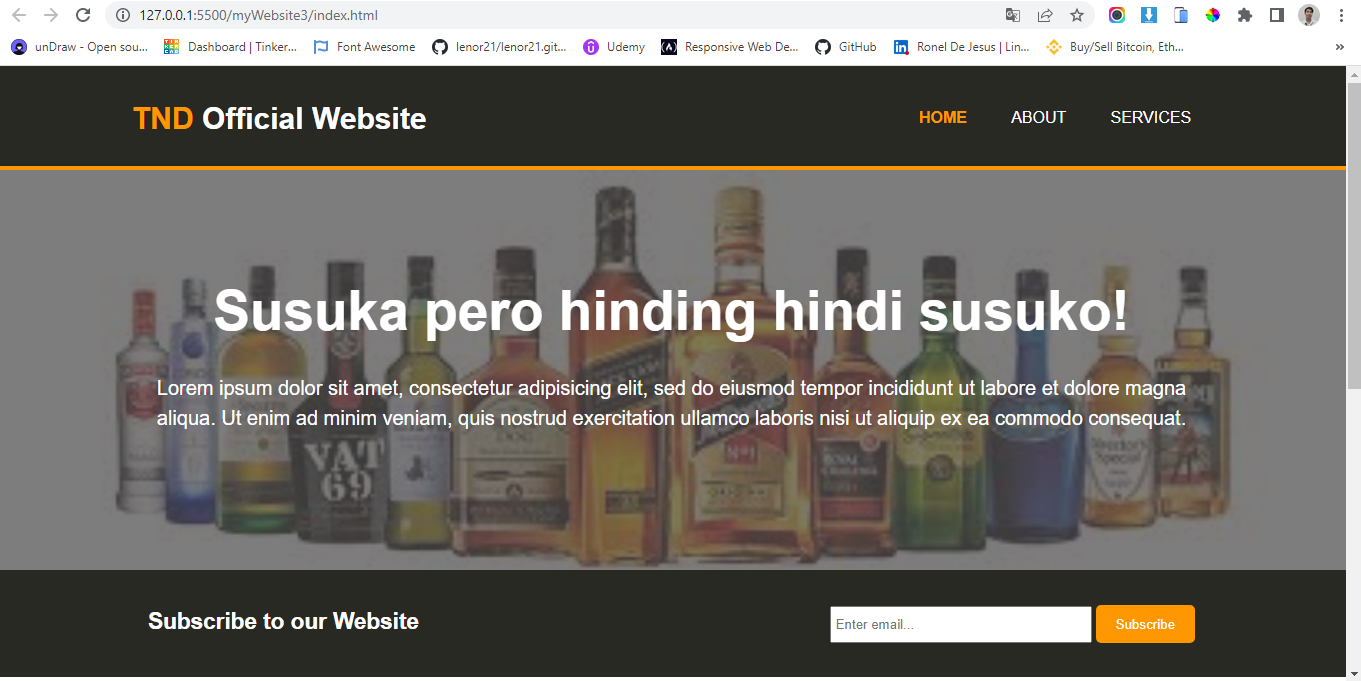 127.0.0.1:5500/myWebsite3/index.html
unDraw - Open sou... Dashboard | Tinker... Font Awesome lenor21/lenor21.git... Udemy Responsive Web De... GitHub Ronel De Jesus | Lin... Buy/Sell Bitcoin, Eth... »
TND Official Website HOME ABOUT SERVICES
Susuka pero hinding hindi susuko!
Lorem ipsum dolor sit amet, consectetur adipisicing elit, sed do eiusmod tempor incididunt ut labore et dolore magna
aliqua. Ut enim ad minim veniam, quis nostrud exercitation ullamco laboris nisi ut aliquip ex ea commodo consequat.
VAT
69
No1
Director's
Special
Subscribe to our Website Enter email... Subscribe